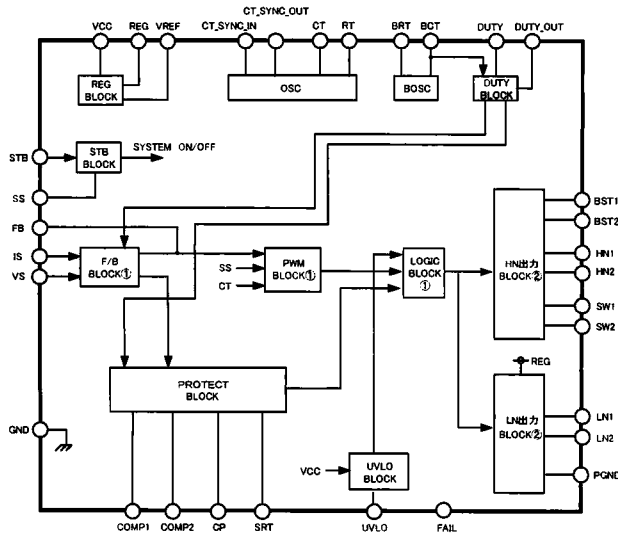 CT_SYNC_OUT
VCC REG VREF CT_SYNC_IN CT RT BRT BCT DUTY DUTY_OUT
REG
BLOCK
OSC
BOSC
DUTY
BLOCK
STB
STB
BLOCK
SYSTEM ON/OFF
SS
FB
IS
VS
F/B
BLOCK①
SS
CT
PWM
BLOCK①
LOGIC
BLOCK
①
HN出力
BLOCK②
BST1
BST2
HN1
HN2
SW1
SW2
REG
PROTECT
BLOCK
LN出力
BLOCK②
LN1
LN2
PGND
GND
VCC
UVLO
BLOCK
COMP1 COMP2 CP SRT UVLO FAIL